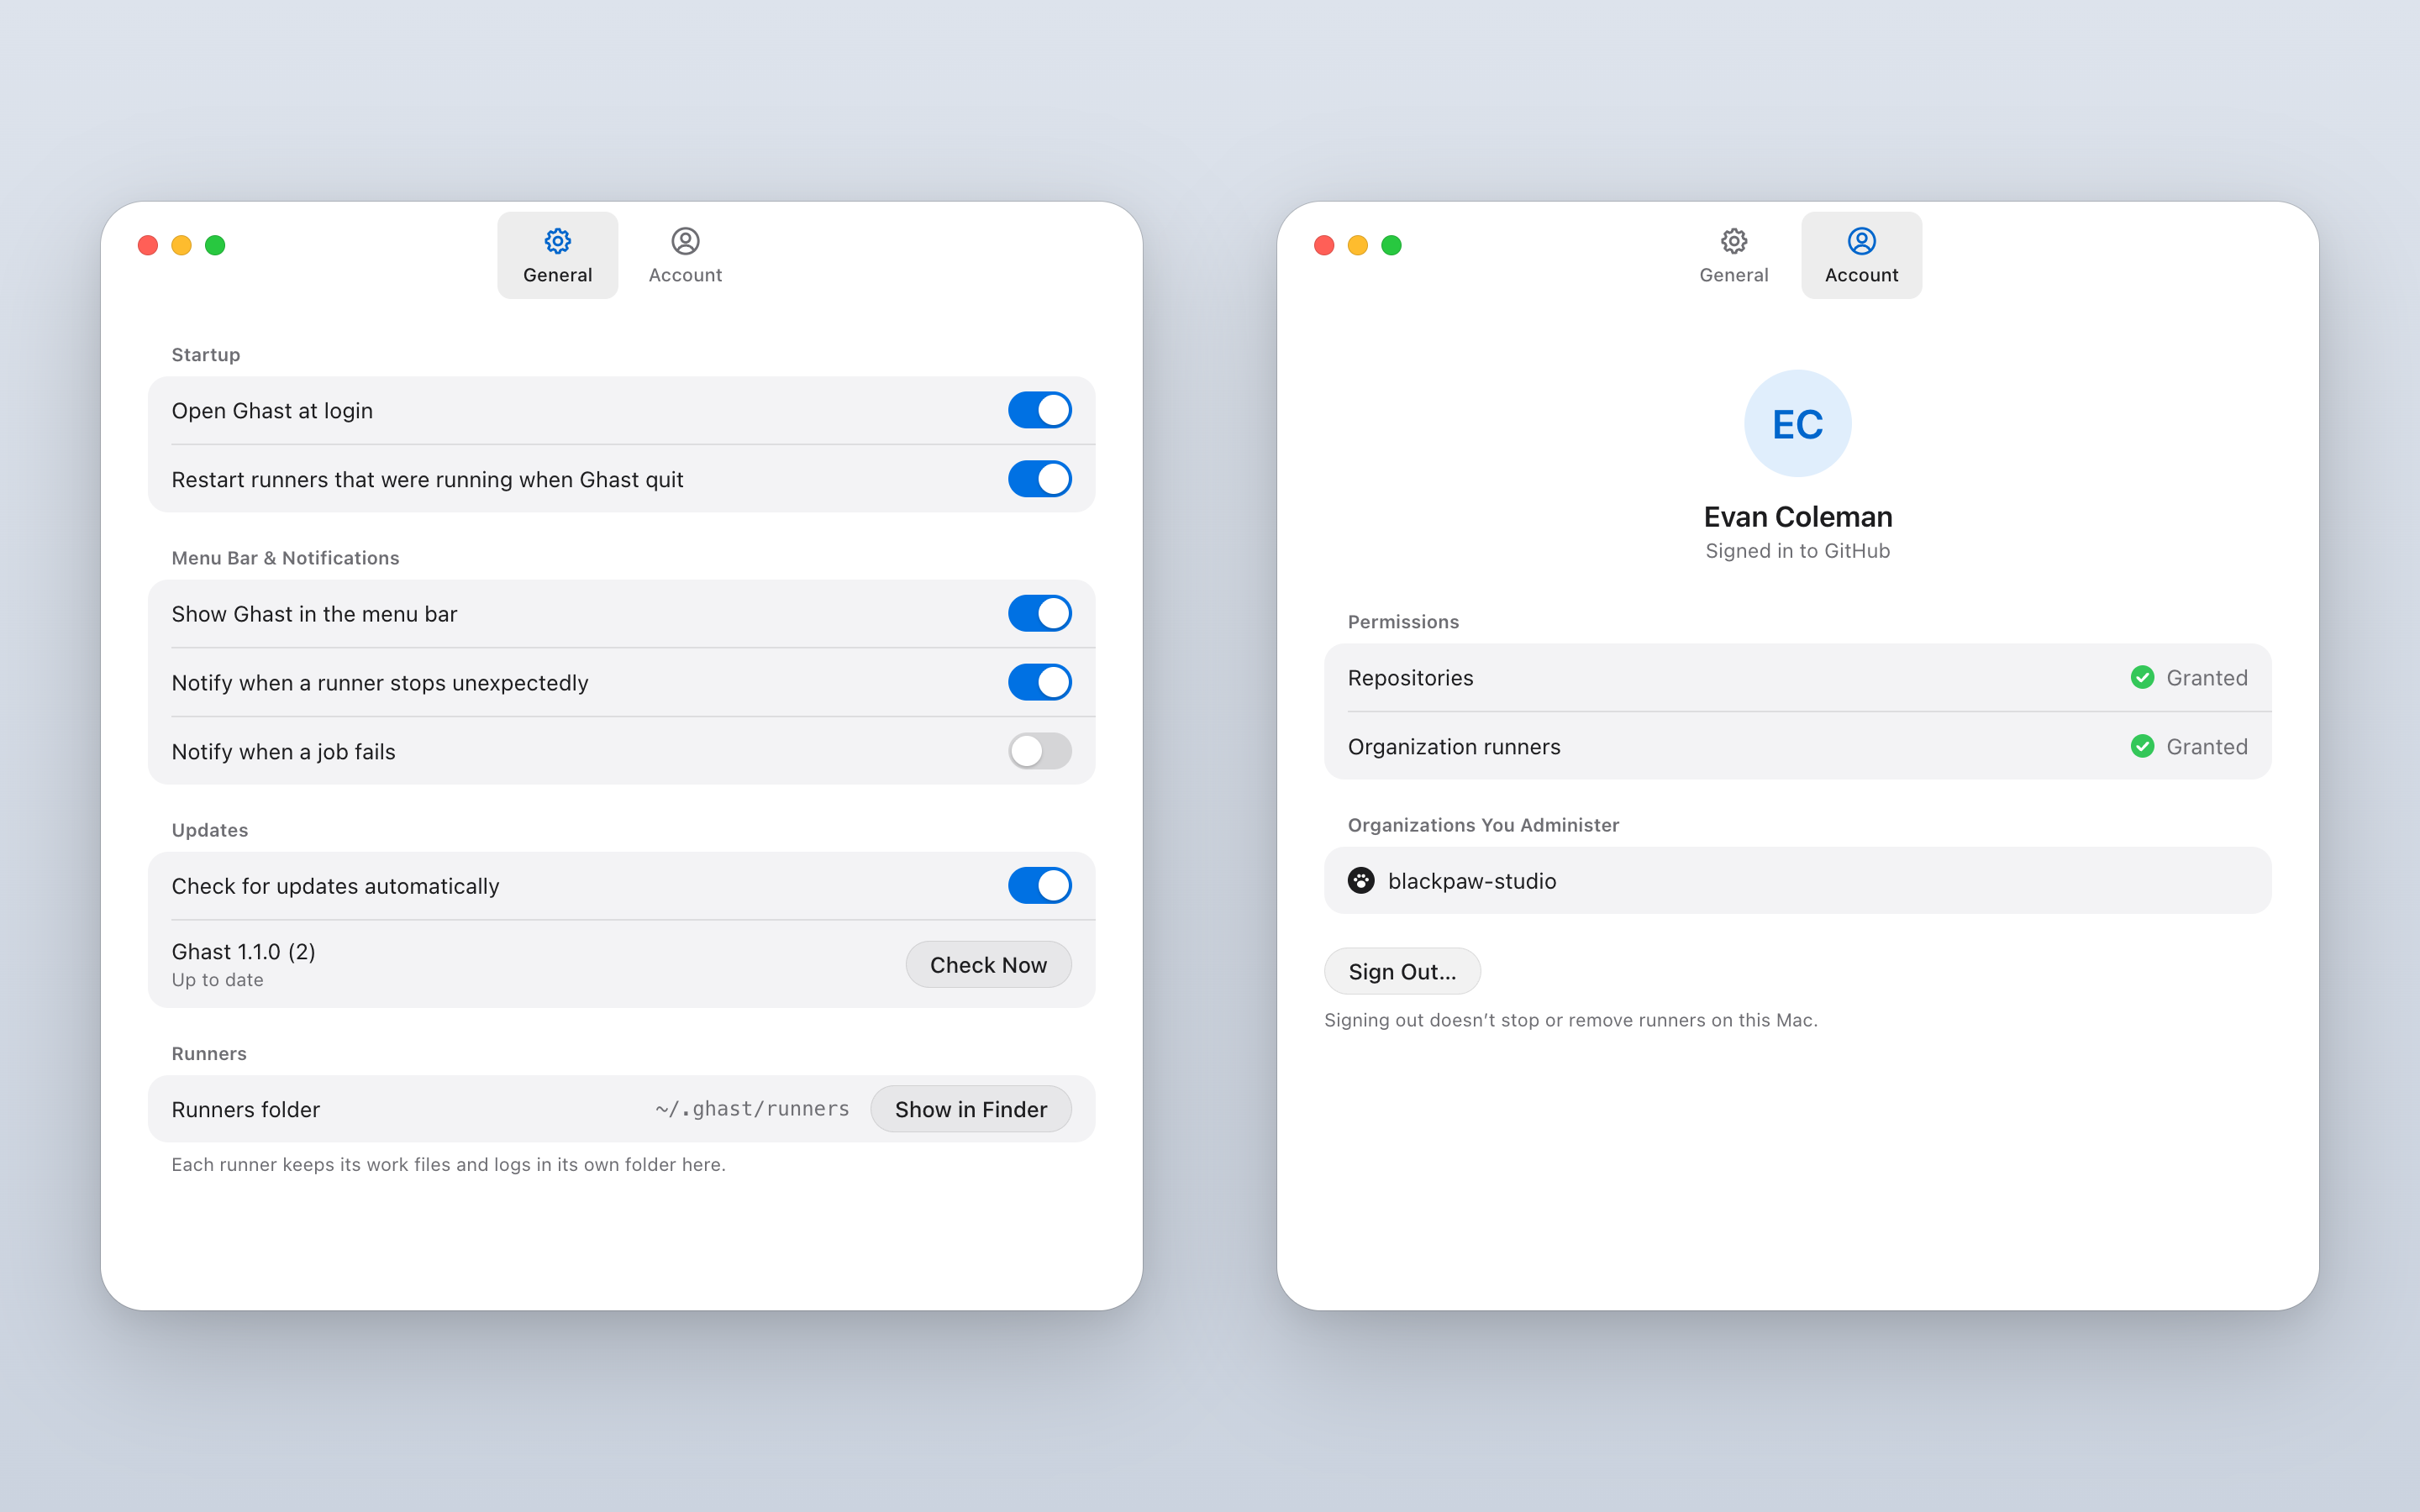 General
Account
Startup
Open Ghast at login
Restart runners that were running when Ghast quit
Menu Bar & Notifications
Show Ghast in the menu bar
Notify when a runner stops unexpectedly
Notify when a job fails
Updates
Check for updates automatically
Ghast 1.1.0 (2)
Up to date
Check Now
Runners
Runners folder
~/.ghast/runners
Show in Finder
Each runner keeps its work files and logs in its own folder here.
General
Account
EC
Evan Coleman
Signed in to GitHub
Permissions
Repositories
Granted
Organization runners
Granted
Organizations You Administer
blackpaw-studio
Sign Out...
Signing out doesn’t stop or remove runners on this Mac.